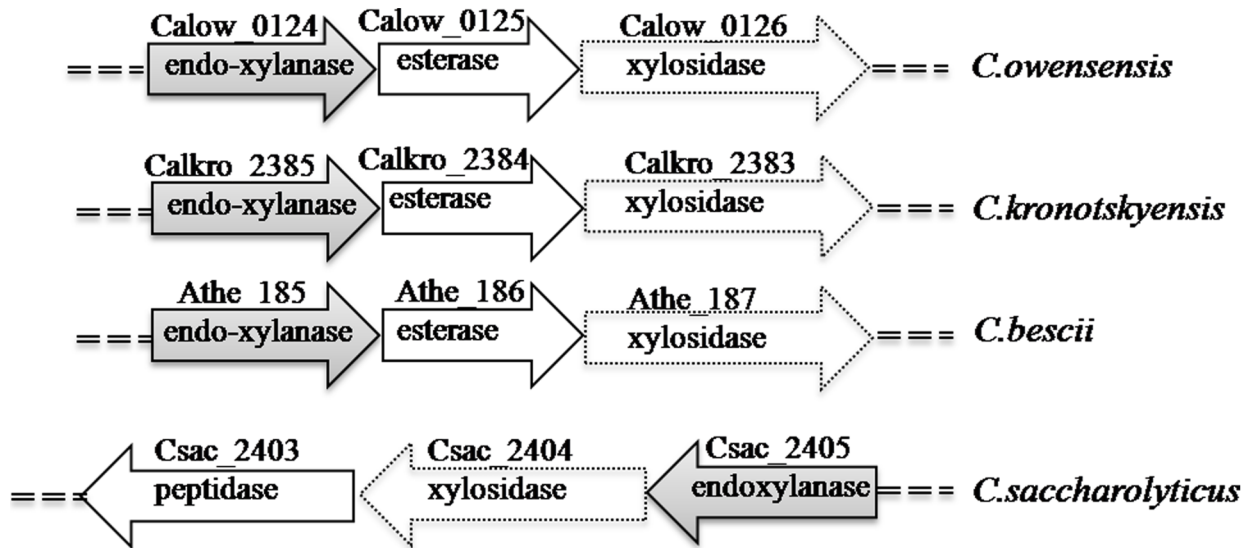 Calow_0124 Calow_0125 Calow_0126
endo-xylanase esterase xylosidase C.owensensis
Calkro_2385 Calkro_2384 Calkro_2383
endo-xylanase esterase xylosidase C.kronotskyensis
Athe_185 Athe_186 Athe_187
endo-xylanase esterase xylosidase C.bescii
Csac_2403 Csac_2404 Csac_2405
peptidase xylosidase endoxylanase C.saccharolyticus